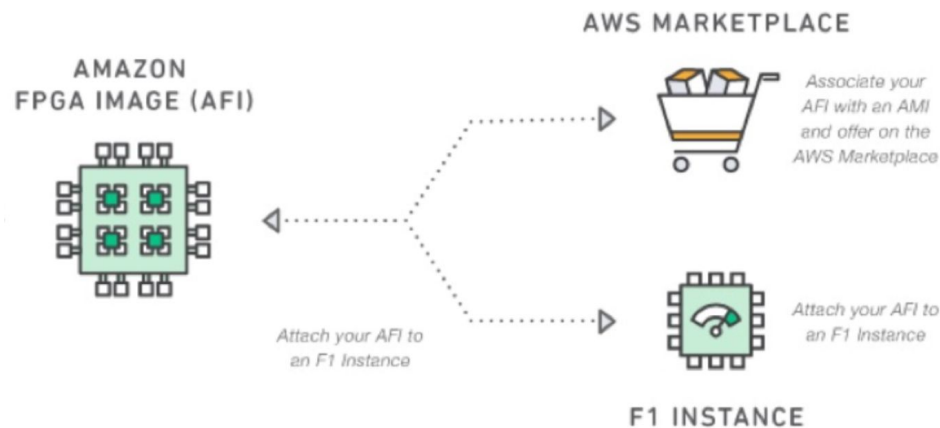 AWS MARKETPLACE
AMAZON
FPGA IMAGE (AFI)
Associate your
AFI with an AMI
and offer on the
AWS Marketplace
Attach your AFI to
an F1 Instance
Attach your AFI to
an F1 Instance
F1 INSTANCE